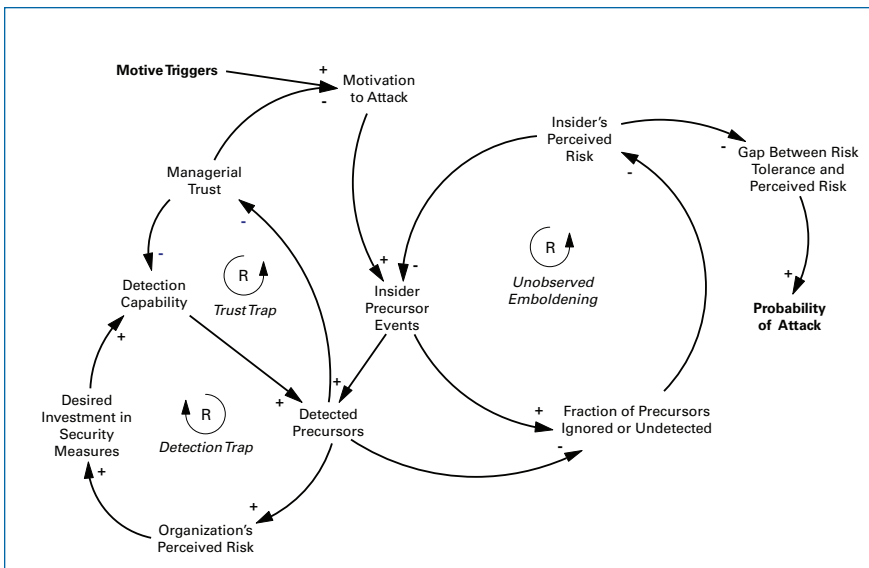 Motive Triggers
+
-
Motivation
to Attack
Insider's
Perceived
Risk
-
Gap Between Risk
Tolerance and
Perceived Risk
-
Managerial
Trust
-
-
R
Trust Trap
Detection
Capability
+
+
-
Insider
Precursor
Events
R
Unobserved
Emboldening
+
Probability
of Attack
Desired
Investment in
Security
Measures
R
Detection Trap
+
+
Detected
Precursors
+
-
Fraction of Precursors
Ignored or Undetected
+
+
Organization's
Perceived Risk